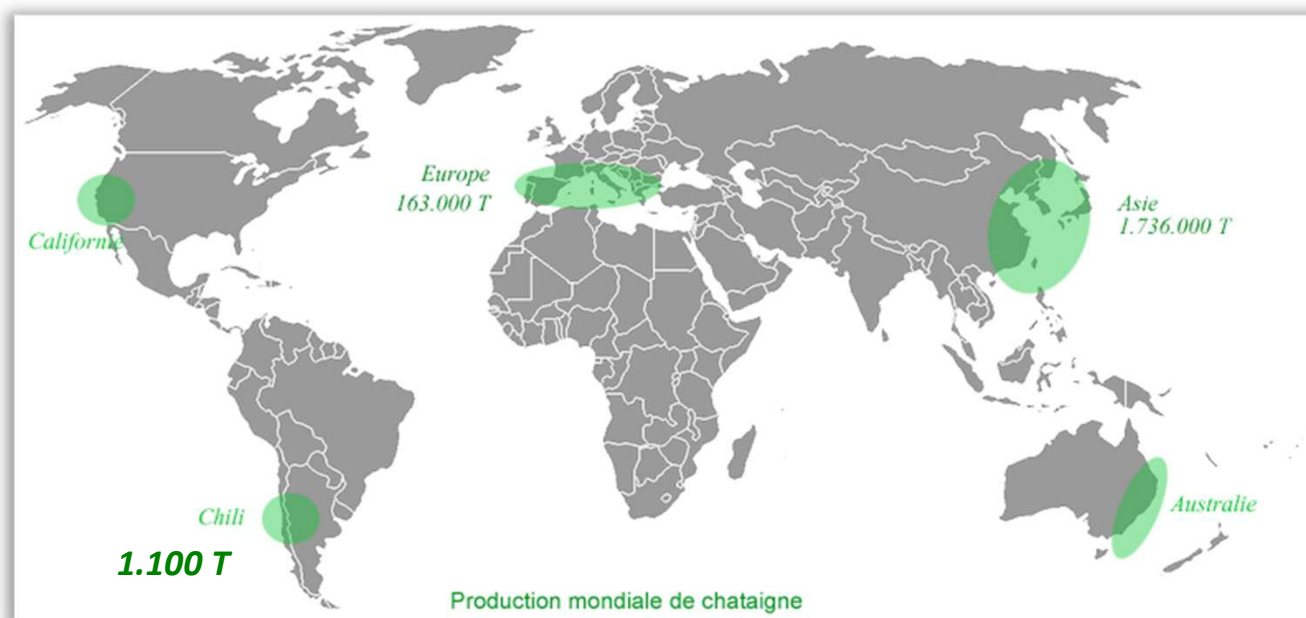 Europe
163.000 T
Asie
1.736.000 T
Californie
Chili
1.100 T
Australie
Production mondiale de chataigne